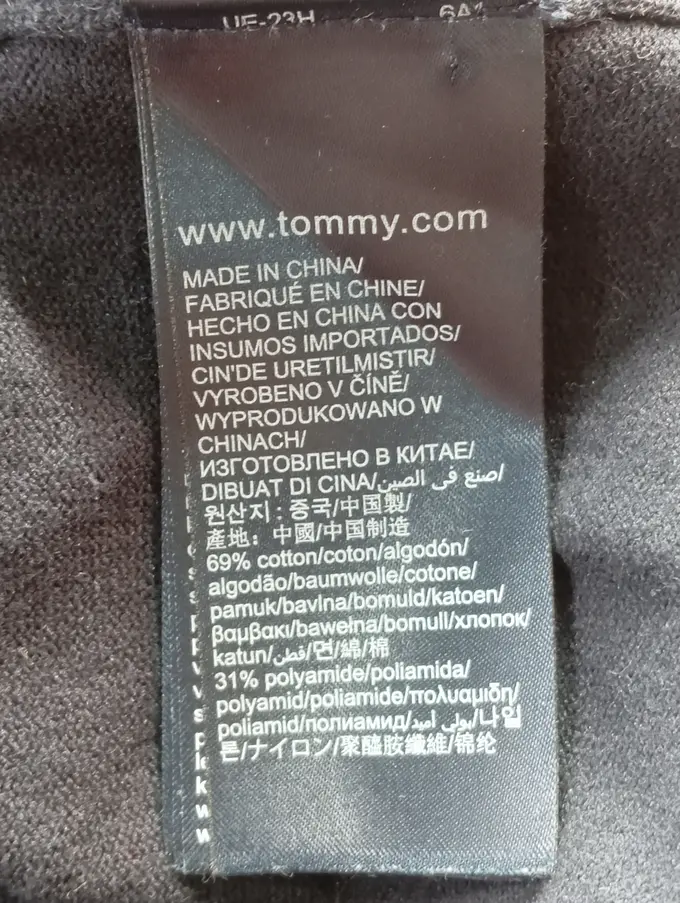 UE-23H
www.tommy.com
MADE IN CHINA/
FABRIQUÉ EN CHINE/
HECHO EN CHINA CON
INSUMOS IMPORTADOS/
CIN'DE URETILMISTIR/
VYROBENO V ČÍNĚ/
WYPRODUKOWANO W
CHINACH/
ИЗГОТОВЛЕНО В КИТАЕ/
DIBUAT DI CINA/صنع في الصين/
원산지 : 중국/中国製/
產地：中國/中国制造
69% cotton/coton/algodón/
algodão/baumwolle/cotone/
pamuk/bavlna/bomuld/katoen/
βαμβακι/bawełna/bomull/хлопок/
katun/قطن/면/綿/棉
31% polyamide/poliamida/
polyamid/poliamide/πολυαμιδη/
poliamid/полиамид/بولي أميد/나일
론/ナイロン/聚醯胺纖維/锦纶